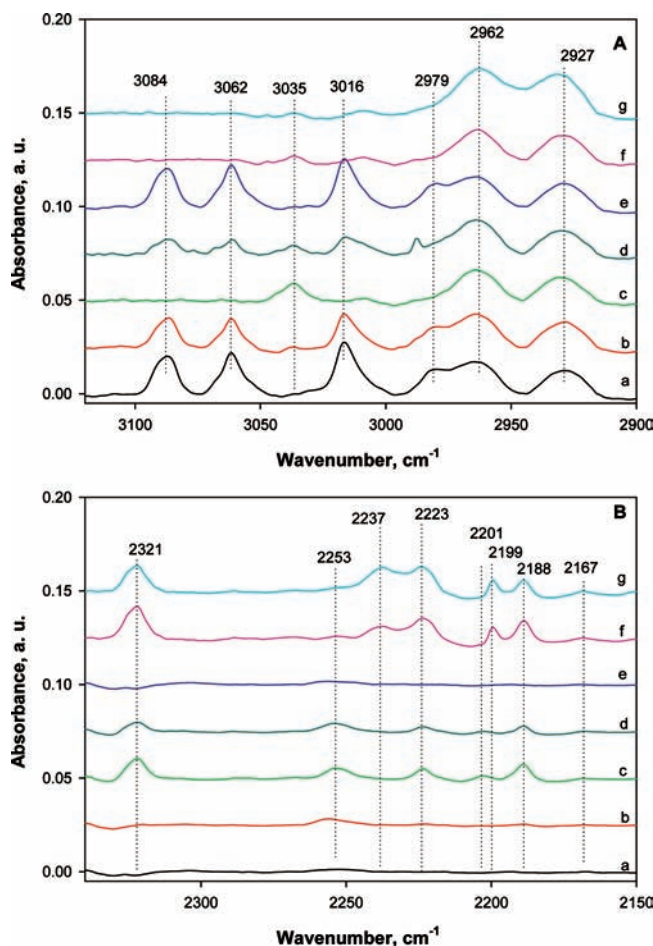 0.20
A
2962
2927
3084
3062
3035
3016
2979
g
0.15
f
e
0.10
d
c
0.05
b
a
0.00
Absorbance, a. u.
3100
3050
3000
2950
2900
Wavenumber, cm-1
0.20
B
2237
2223
2201
2321
2253
2199
2188
2167
g
0.15
f
e
0.10
d
c
0.05
b
a
0.00
Absorbance, a. u.
2300
2250
2200
2150
Wavenumber, cm-1